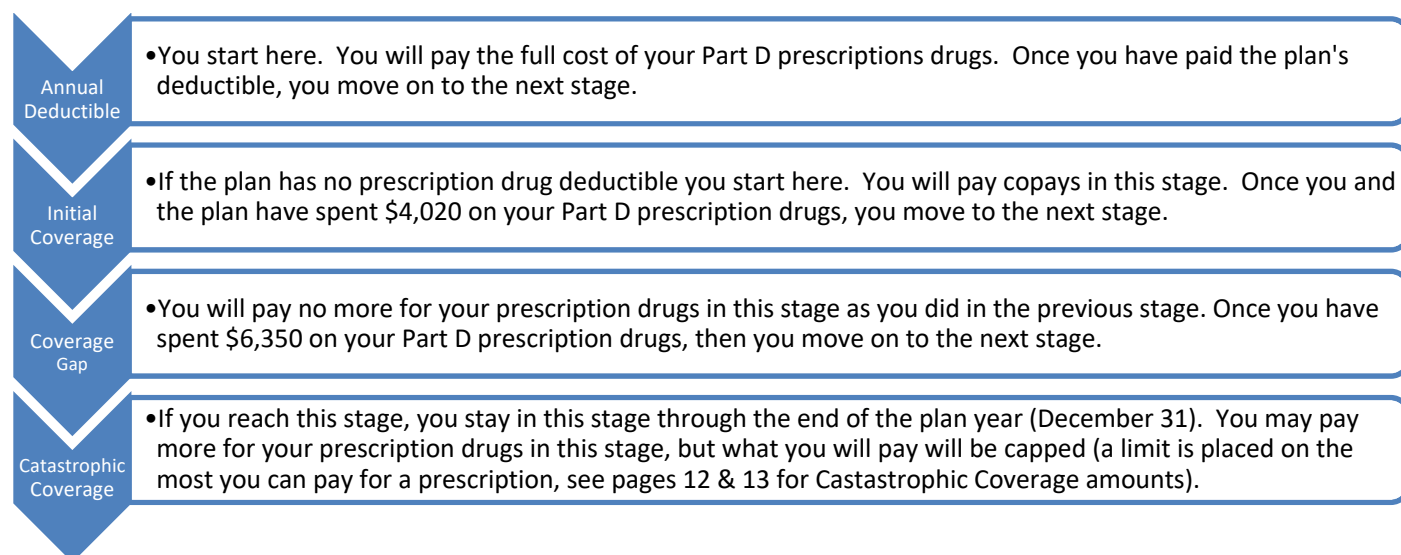 Annual
Deductible
•You start here.  You will pay the full cost of your Part D prescriptions drugs.  Once you have paid the plan's
deductible, you move on to the next stage.
Initial
Coverage
•If the plan has no prescription drug deductible you start here.  You will pay copays in this stage.  Once you and
the plan have spent $4,020 on your Part D prescription drugs, you move to the next stage.
Coverage
Gap
•You will pay no more for your prescription drugs in this stage as you did in the previous stage. Once you have
spent $6,350 on your Part D prescription drugs, then you move on to the next stage.
Catastrophic
Coverage
•If you reach this stage, you stay in this stage through the end of the plan year (December 31).  You may pay
more for your prescription drugs in this stage, but what you will pay will be capped (a limit is placed on the
most you can pay for a prescription, see pages 12 & 13 for Castastrophic Coverage amounts).